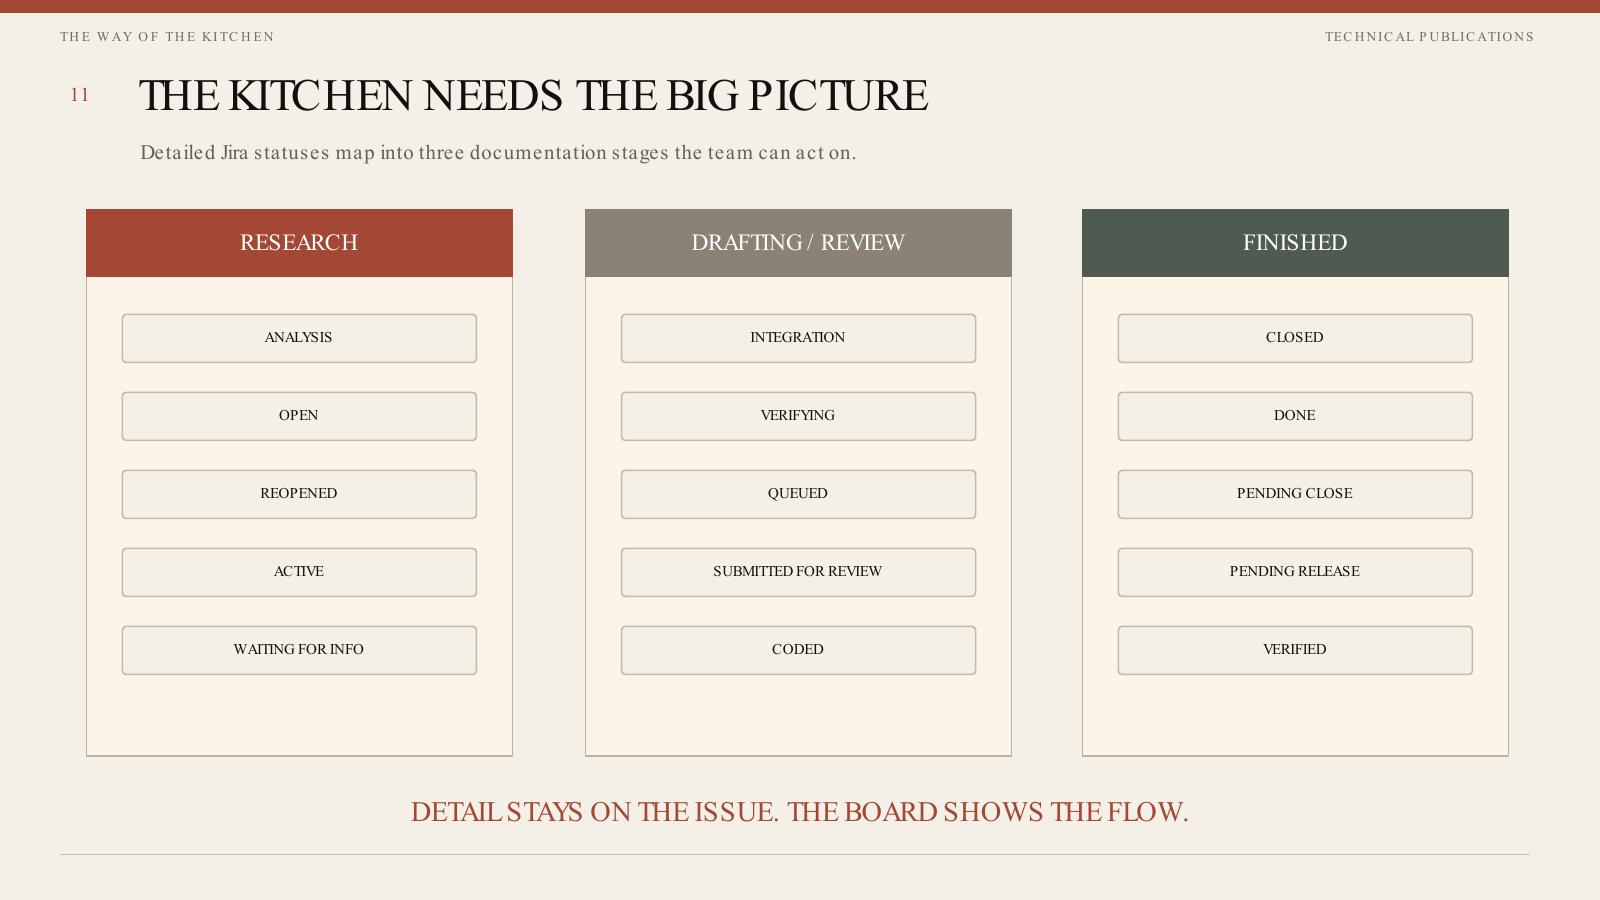 THE WAY OF THE KITCHEN
TECHNICAL PUBLICATIONS
11
THE KITCHEN NEEDS THE BIG PICTURE
Detailed Jira statuses map into three documentation stages the team can act on.
RESEARCH
ANALYSIS
OPEN
REOPENED
ACTIVE
WAITING FOR INFO
DRAFTING / REVIEW
INTEGRATION
VERIFYING
QUEUED
SUBMITTED FOR REVIEW
CODED
FINISHED
CLOSED
DONE
PENDING CLOSE
PENDING RELEASE
VERIFIED
DETAIL STAYS ON THE ISSUE. THE BOARD SHOWS THE FLOW.